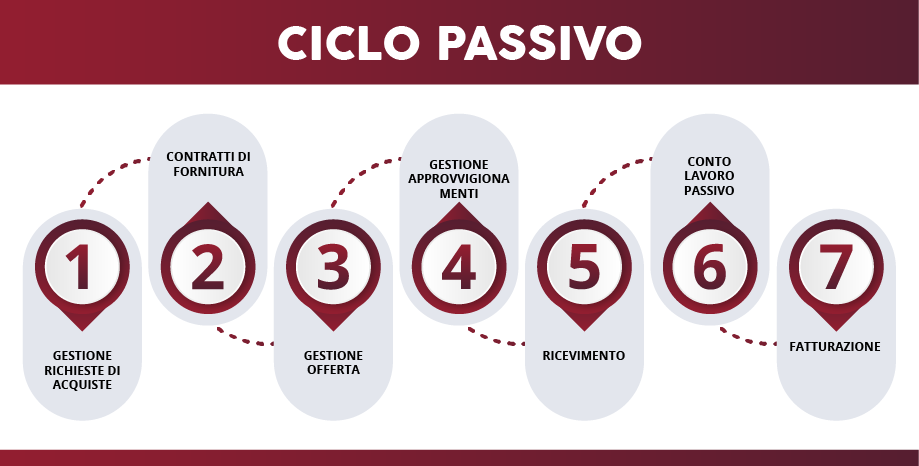 CICLO PASSIVO
1
GESTIONE
RICHIESTE DI
ACQUISTE
CONTRATTI DI
FORNITURA
2
3
GESTIONE
OFFERTA
GESTIONE
APPROVVIGIONA
MENTI
4
5
RICEVIMENTO
CONTO
LAVORO
PASSIVO
6
7
FATTURAZIONE